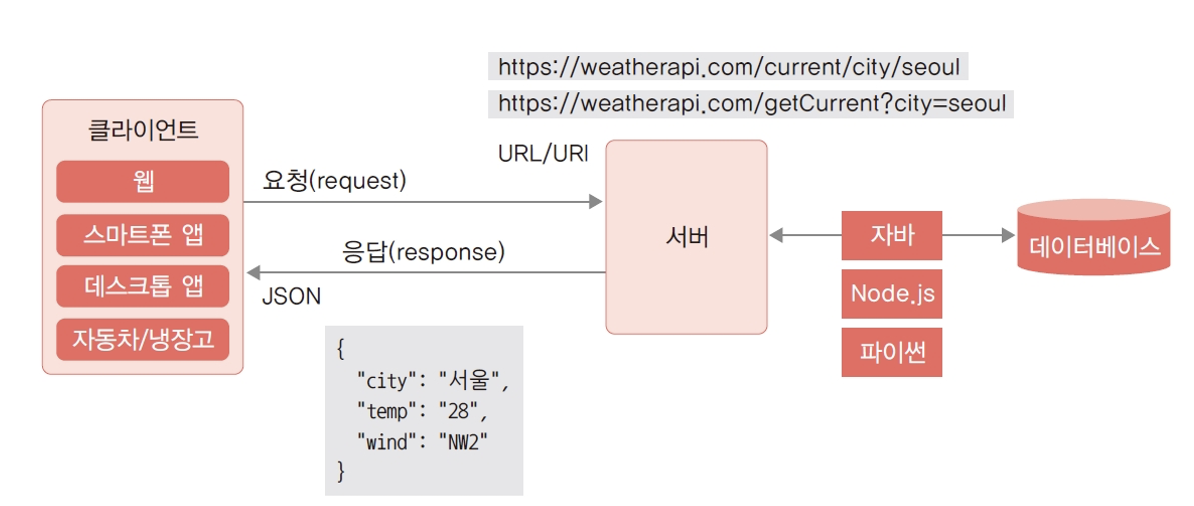 https://weatherapi.com/current/city/seoul
https://weatherapi.com/getCurrent?city=seoul
클라이언트
웹
스마트폰 앱
데스크톱 앱
자동차/냉장고
URL/URI
요청(request)
응답(response)
JSON
{
"city": "서울",
"temp": "28",
"wind": "NW2"
}
서버
자바
Node.js
파이썬
데이터베이스